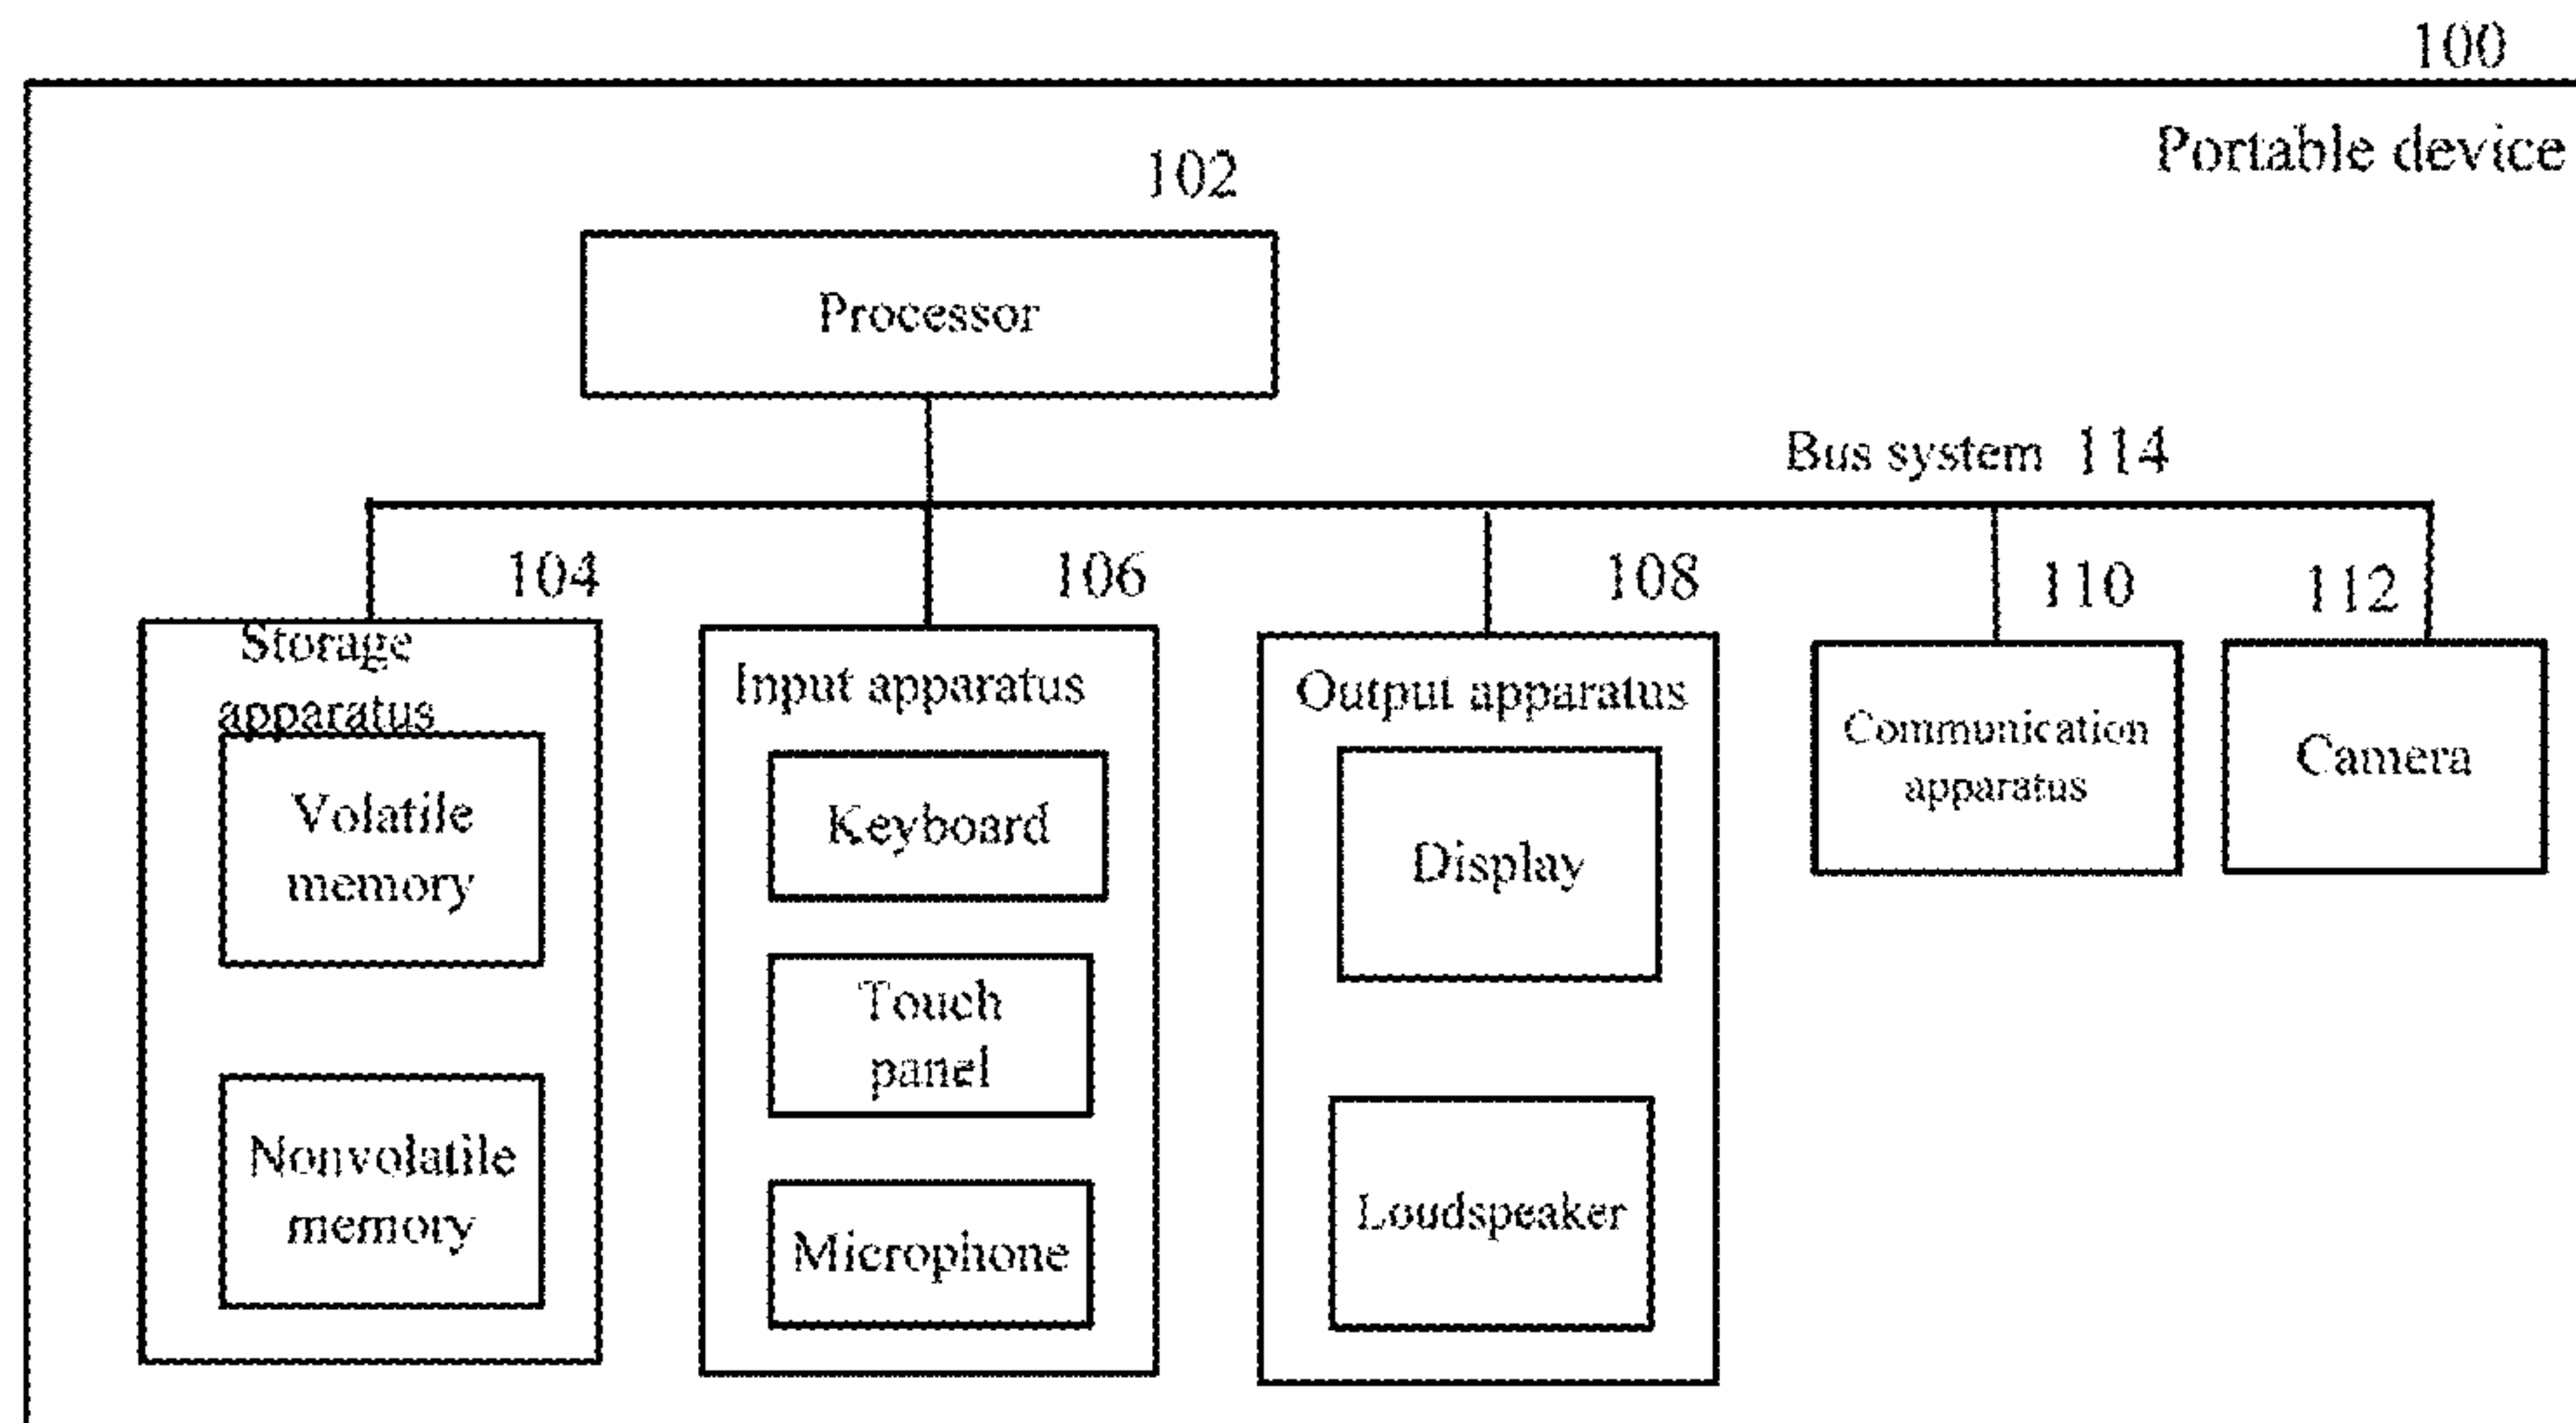 100
Portable device
102
Processor
Bus system 114
104
106
108
110
112
Storage
apparatus
Volatile
memory
Nonvolatile
memory
Input apparatus
Keyboard
Touch
panel
Microphone
Output apparatus
Display
Loudspeaker
Communication
apparatus
Camera